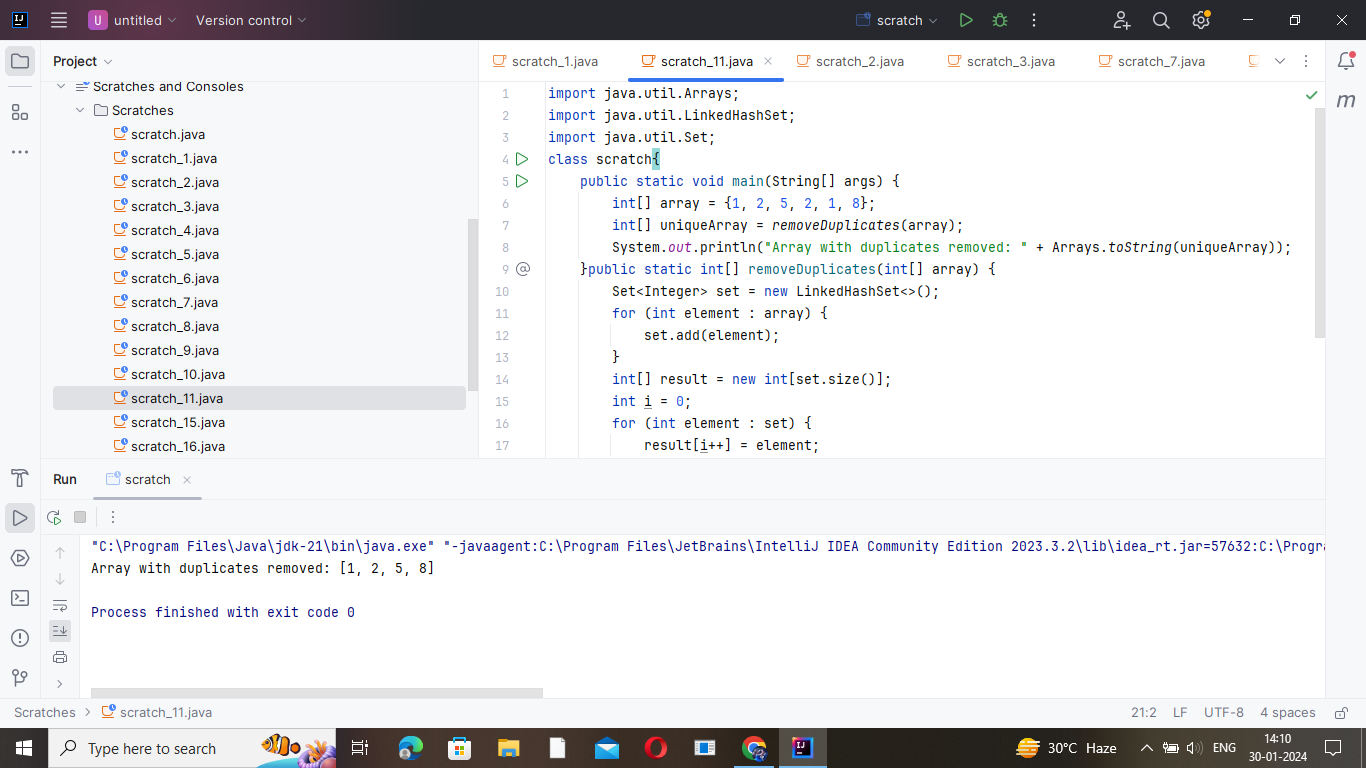 U untitled Version control scratch
Project
scratch_1.java scratch_11.java scratch_2.java scratch_3.java scratch_7.java
Scratches and Consoles
Scratches
scratch.java
scratch_1.java
scratch_2.java
scratch_3.java
scratch_4.java
scratch_5.java
scratch_6.java
scratch_7.java
scratch_8.java
scratch_9.java
scratch_10.java
scratch_11.java
scratch_15.java
scratch_16.java
1 import java.util.Arrays;
2 import java.util.LinkedHashSet;
3 import java.util.Set;
4 class scratch{
5 public static void main(String[] args) {
6 int[] array = {1, 2, 5, 2, 1, 8};
7 int[] uniqueArray = removeDuplicates(array);
8 System.out.println("Array with duplicates removed: " + Arrays.toString(uniqueArray));
9 @ }public static int[] removeDuplicates(int[] array) {
10 Set<Integer> set = new LinkedHashSet<>();
11 for (int element : array) {
12 set.add(element);
13 }
14 int[] result = new int[set.size()];
15 int i = 0;
16 for (int element : set) {
17 result[i++] = element;
m
Run scratch
"C:\Program Files\Java\jdk-21\bin\java.exe" "-javaagent:C:\Program Files\JetBrains\IntelliJ IDEA Community Edition 2023.3.2\lib\idea_rt.jar=57632:C:\Progra
Array with duplicates removed: [1, 2, 5, 8]
Process finished with exit code 0
Scratches > scratch_11.java 21:2 LF UTF-8 4 spaces
Type here to search 30°C Haze ENG 14:10
30-01-2024